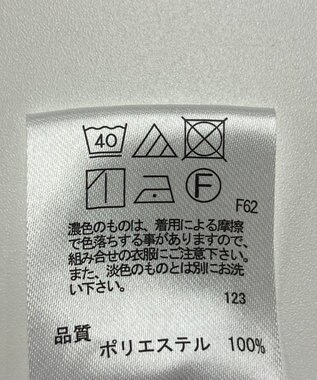 40
F
F62
濃色のものは、着用による摩擦
で色落ちする事がありますので、
組み合せの衣服にご注意下さい。
また、淡色のものとは別にお洗
い下さい。
123
品質
ポリエステル 100%